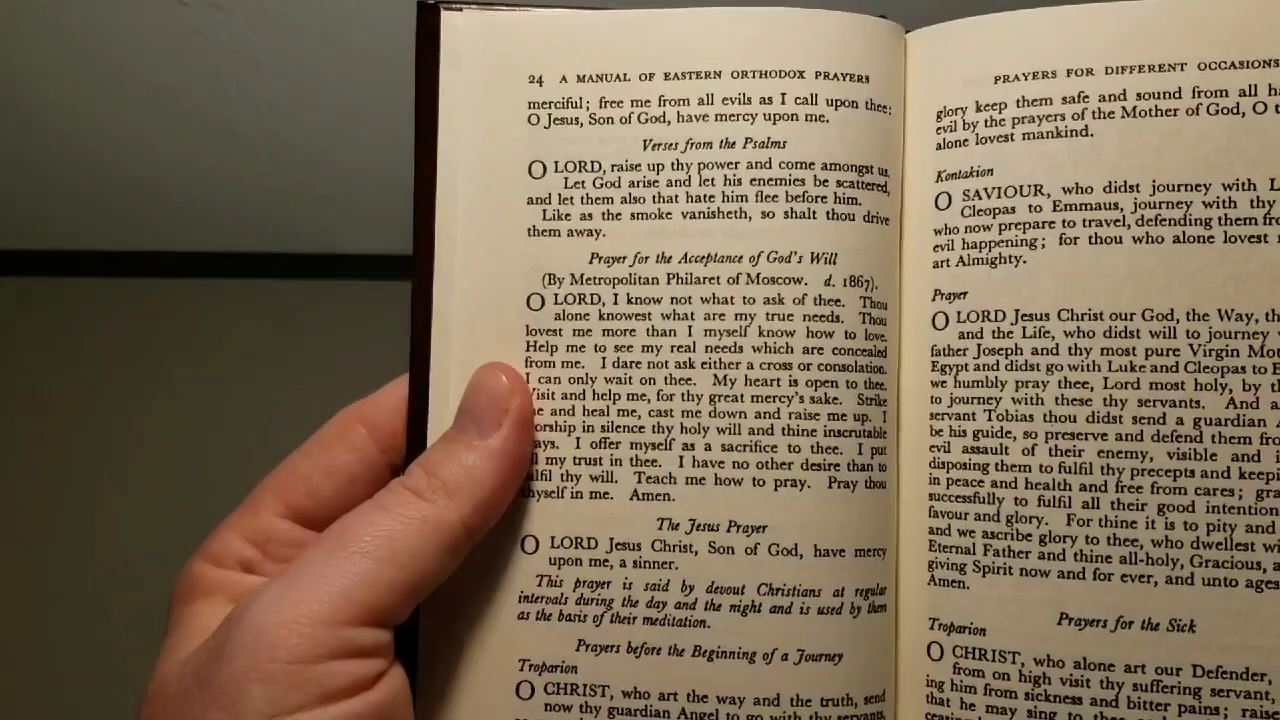 24 A MANUAL OF EASTERN ORTHODOX PRAYERS
merciful; free me from all evils as I call upon thee:
O Jesus, Son of God, have mercy upon me.
Verses from the Psalms
O LORD, raise up thy power and come amongst us.
Let God arise and let his enemies be scattered,
and let them also that hate him flee before him.
Like as the smoke vanisheth, so shalt thou drive
them away.
Prayer for the Acceptance of God's Will
(By Metropolitan Philaret of Moscow. d. 1867).
O LORD, I know not what to ask of thee. Thou
alone knowest what are my true needs. Thou
lovest me more than I myself know how to love.
Help me to see my real needs which are concealed
from me. I dare not ask either a cross or consolation.
I can only wait on thee. My heart is open to thee.
Visit and help me, for thy great mercy's sake. Strike
and heal me, cast me down and raise me up. I
in silence thy holy will and thine inscrutable
I offer myself as a sacrifice to thee. I put
my trust in thee. I have no other desire than to
thy will. Teach me how to pray. Pray thou
thyself in me. Amen.
The Jesus Prayer
O LORD Jesus Christ, Son of God, have mercy
upon me, a sinner.
This prayer is said by devout Christians at regular
intervals during the day and the night and is used by them
as the basis of their meditation.
Prayers before the Beginning of a Journey
Troparion
O CHRIST, who art the way and the truth, send
now thy guardian Angel to go with thy servants,
PRAYERS FOR DIFFERENT OCCASIONS
glory keep them safe and sound from all
evil by the prayers of the Mother of God, O
alone lovest mankind.
Kontakion
O SAVIOUR, who didst journey with
Cleopas to Emmaus, journey with thy
who now prepare to travel, defending them
evil happening; for thou who alone lovest
art Almighty.
Prayer
O LORD Jesus Christ our God, the Way,
and the Life, who didst will to journey
father Joseph and thy most pure Virgin
Egypt and didst go with Luke and Cleopas to
we humbly pray thee, Lord most holy, by
to journey with these thy servants. And
servant Tobias thou didst send a guardian
be his guide, so preserve and defend them
evil assault of their enemy, visible and
disposing them to fulfil thy precepts and
in peace and health and free from cares;
successfully to fulfil all their good
favour and glory. For thine it is to pity and
and we ascribe glory to thee, who dwellest
Eternal Father and thine all-holy, Gracious,
giving Spirit now and for ever, and unto
Amen.
Prayers for the Sick
Troparion
O CHRIST, who alone art our Defender,
from on high visit thy suffering servant,
ing him from sickness and bitter pains;
that he may sing to